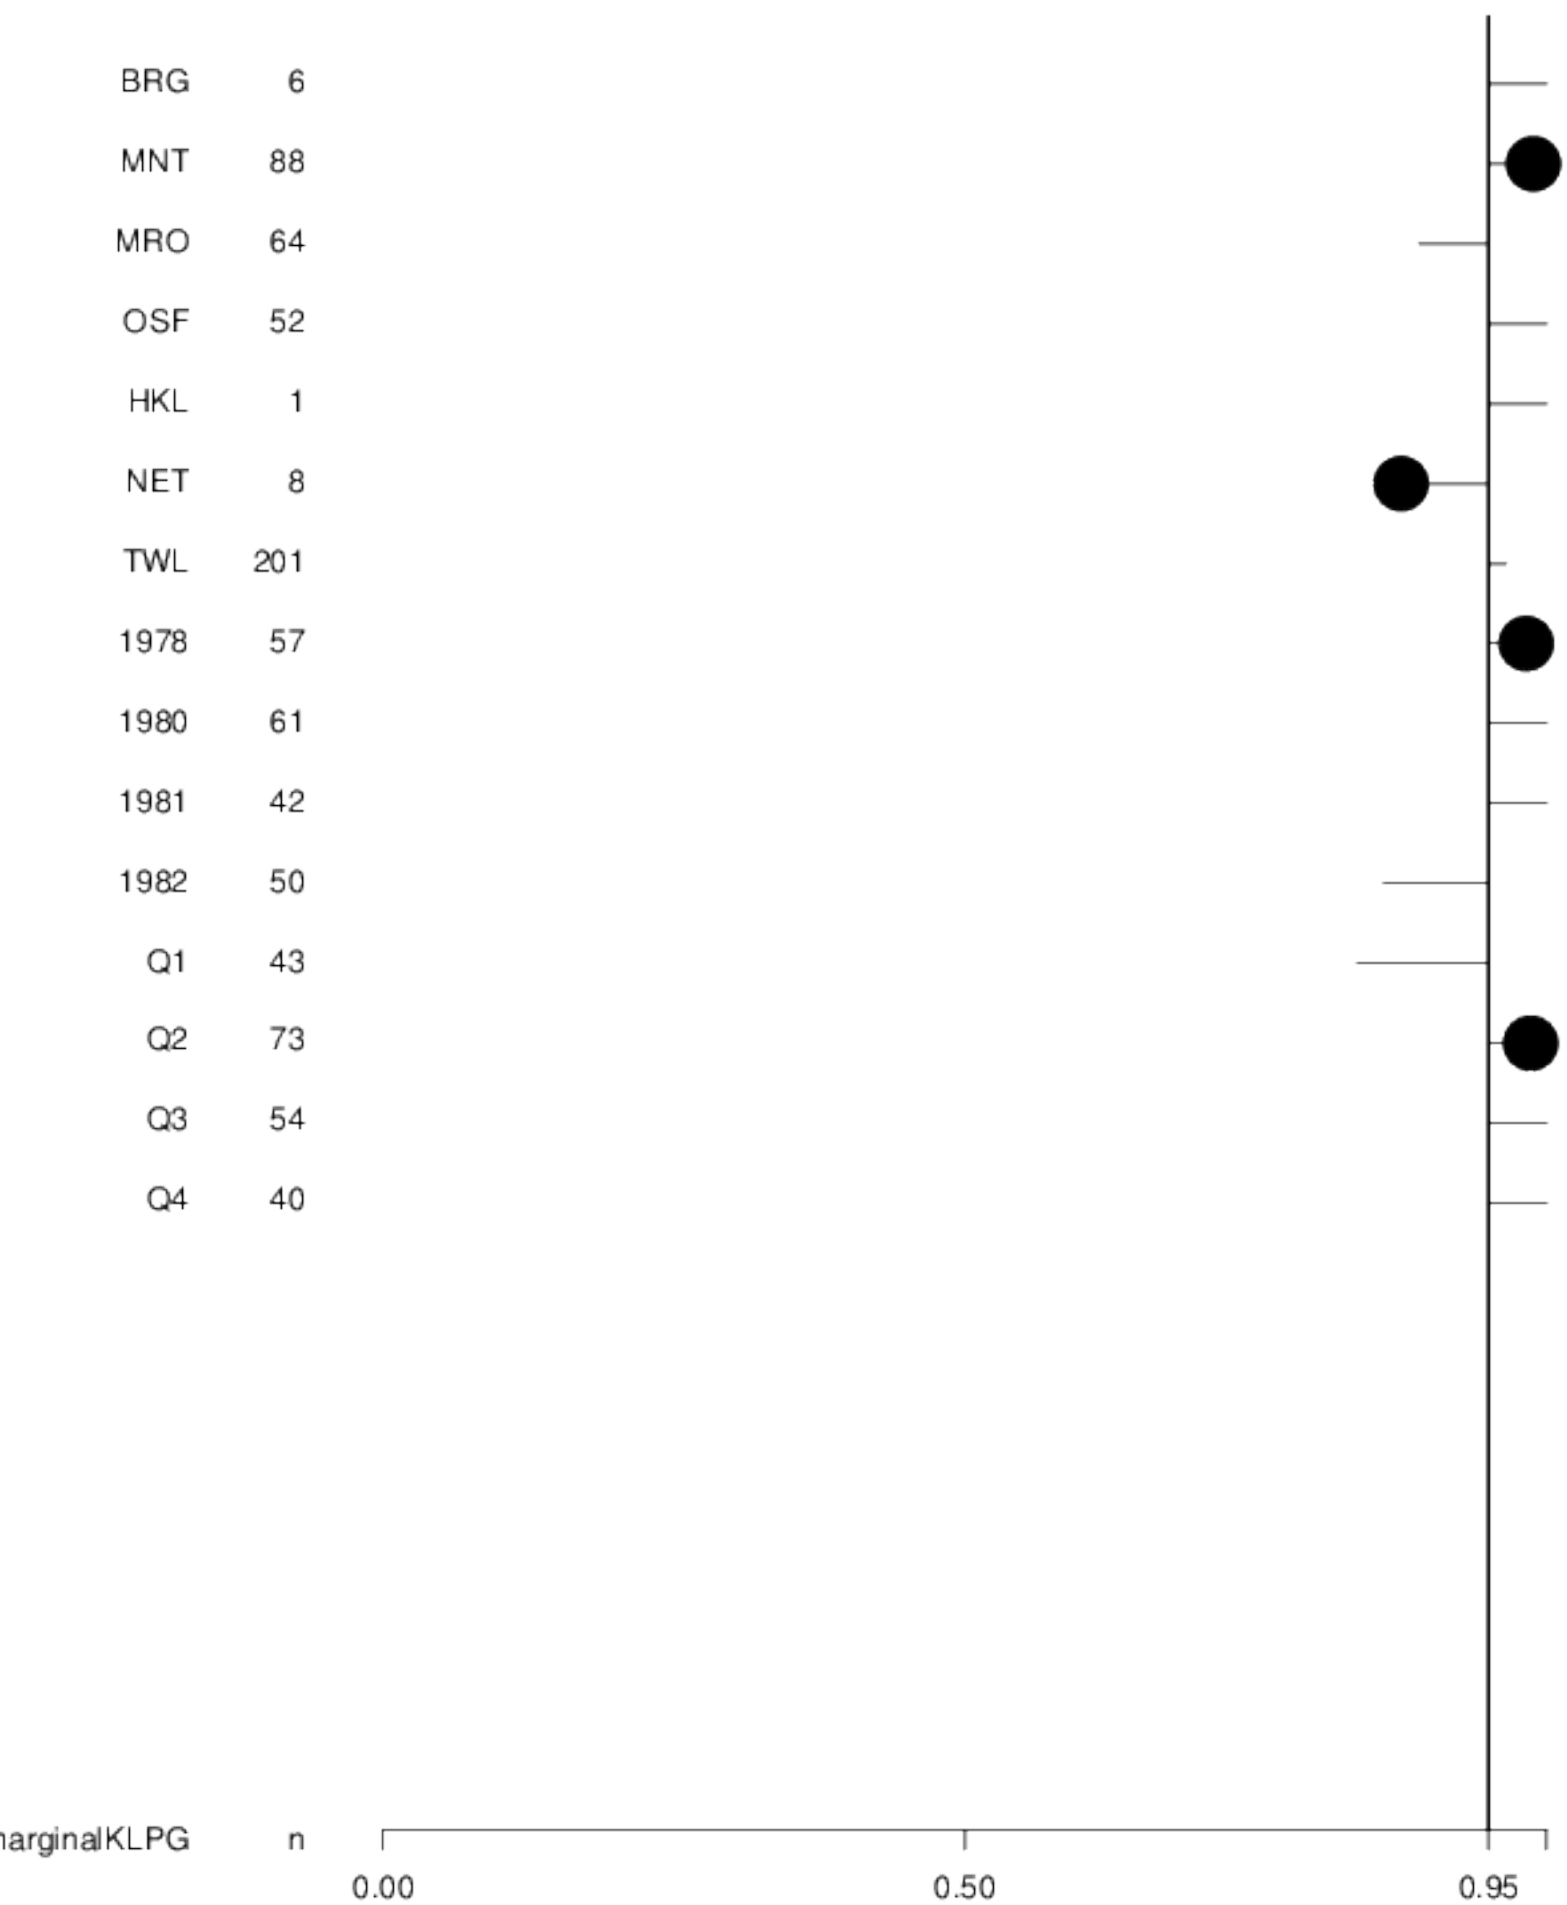 BRG 6
MNT 88
MRO 64
OSF 52
HKL 1
NET 8
TWL 201
1978 57
1980 61
1981 42
1982 50
Q1 43
Q2 73
Q3 54
Q4 40
marginalKLPG n
0.00 0.50 0.95